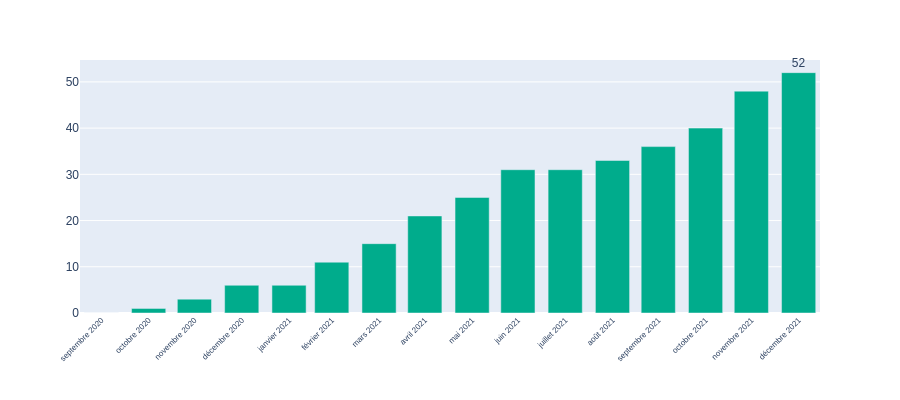 52
50
40
30
20
10
0
septembre 2020
octobre 2020
novembre 2020
décembre 2020
janvier 2021
février 2021
mars 2021
avril 2021
mai 2021
juin 2021
juillet 2021
août 2021
septembre 2021
octobre 2021
novembre 2021
décembre 2021